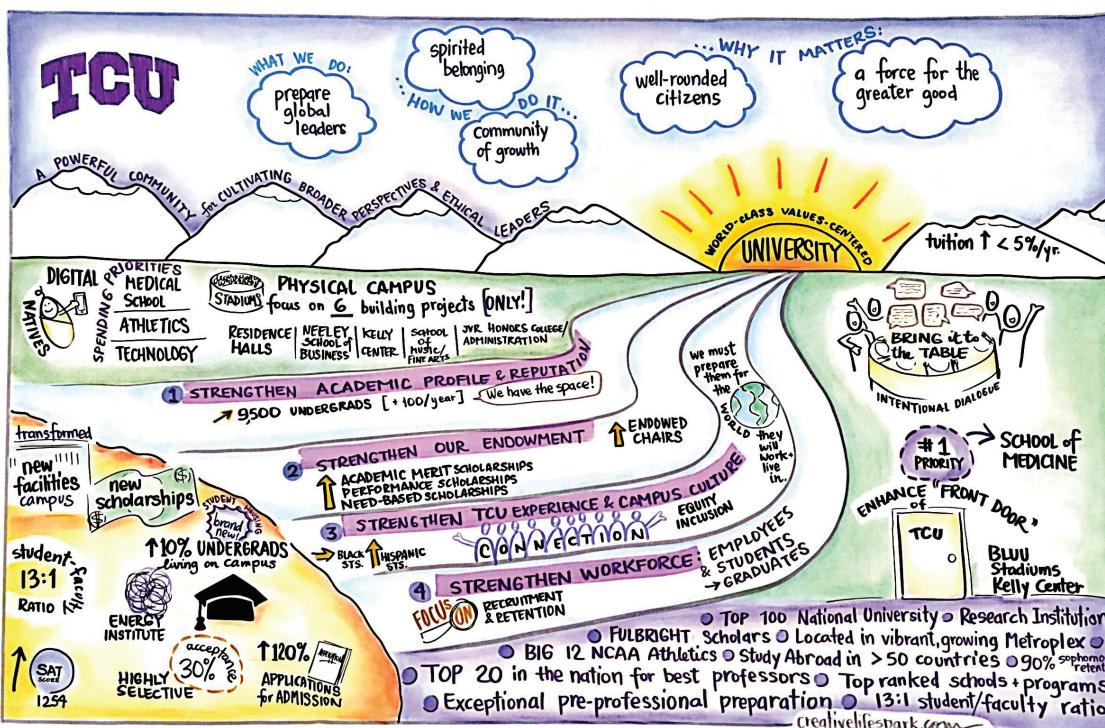 TCU
WHAT WE DO:
prepare
global
leaders
spirited
belonging
...HOW WE DO IT...
community
of growth
...WHY IT MATTERS:
well-rounded
citizens
a force for the
greater good
A POWERFUL COMMUNITY -for CULTIVATING BROADER PERSPECTIVES & ETHICAL LEADERS
WORLD-CLASS VALUES-CENTERED
UNIVERSITY
tuition ↑ < 5%/yr.
DIGITAL
NATIVES
SPENDING PRIORITIES
MEDICAL
SCHOOL
ATHLETICS
TECHNOLOGY
STADIUMS
PHYSICAL CAMPUS
focus on 6 building projects [ONLY!]
RESIDENCE
HALLS
NEELEY
SCHOOL of
BUSINESS
KELLY
CENTER
SCHOOL
of
MUSIC/
FINE ARTS
JVR HONORS COLLEGE/
ADMINISTRATION
1 STRENGTHEN ACADEMIC PROFILE & REPUTATION
9,500 UNDERGRADS [+100/year]
We have the space!
2 STRENGTHEN OUR ENDOWMENT
↑ ENDOWED
CHAIRS
↑ ACADEMIC MERIT SCHOLARSHIPS
PERFORMANCE SCHOLARSHIPS
NEED-BASED SCHOLARSHIPS
3 STRENGTHEN TCU EXPERIENCE & CAMPUS CULTURE
→ BLACK
STS.
↑ HISPANIC
STS.
CONNECTION
EQUITY
INCLUSION
4 STRENGTHEN WORKFORCE: EMPLOYEES
& STUDENTS
→ GRADUATES
FOCUS ON
RECRUITMENT
& RETENTION
We must
prepare
them for
the
WORLD
they
will
work +
live
in..
BRING it to
the TABLE
INTENTIONAL DIALOGUE
#1
PRIORITY
SCHOOL of
MEDICINE
ENHANCE "FRONT DOOR"
of
TCU
BLUU
Stadiums
Kelly Center
transformed
"new"
facilities
campus
new
scholarships
($)
($)
STUDENT HOUSING
brand
new!
↑10% UNDERGRADS
living on campus
student
faculty
13:1
RATIO
ENERGY
INSTITUTE
SAT
SCORE
1254
HIGHLY
SELECTIVE
acceptance
30%
↑120%
APPLICATIONS
for ADMISSION
TOP 100 National University Research Institution
FULBRIGHT Scholars Located in vibrant, growing Metroplex
BIG 12 NCAA Athletics Study Abroad in > 50 countries 90%
TOP 20 in the nation for best professors Top ranked schools + programs
Exceptional pre-professional preparation 13:1 student/faculty ratio
creativelifespark.com